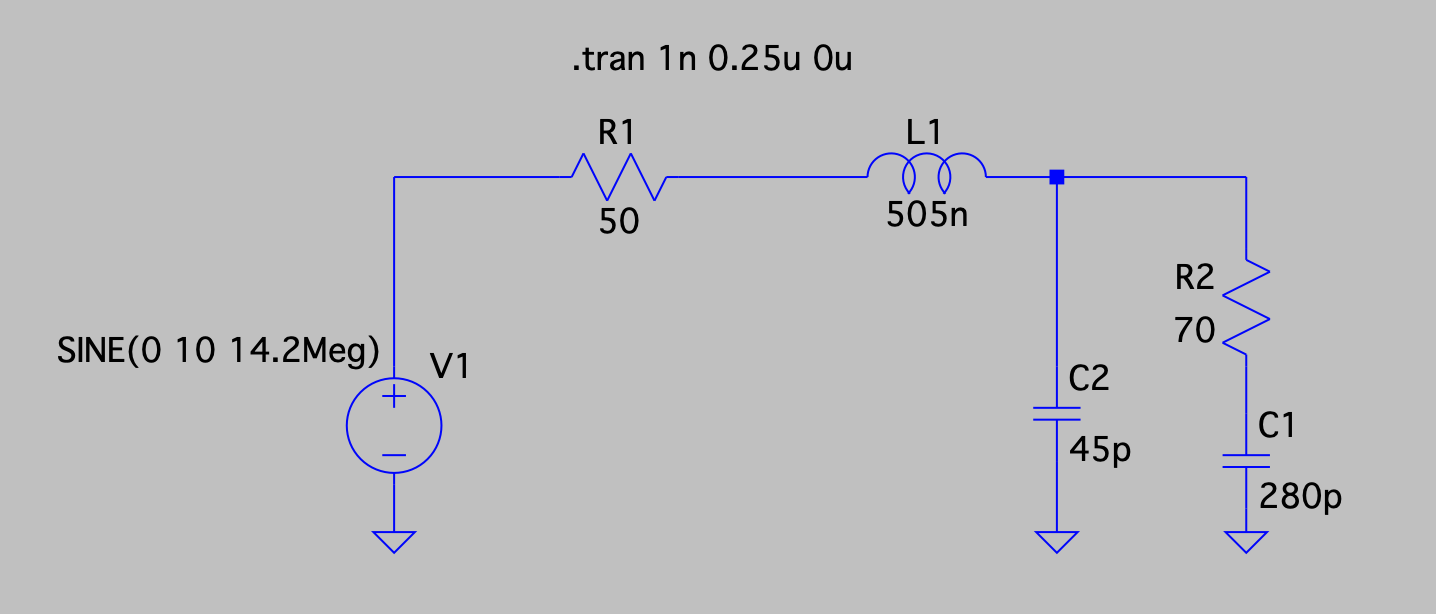 .tran 1n 0.25u 0u
R1
50
L1
505n
R2
70
SINE(0 10 14.2Meg)
V1
C2
45p
C1
280p